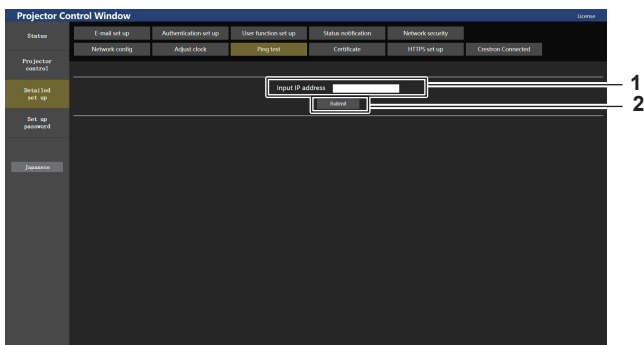 Projector Control Window
License
Status
E-mail set up Authentication set up User function set up Status notification Network security
Network config Adjust clock Ping test Certificate HTTPS set up Crestron Connected
Projector
control
Detailed
set up
Set up
password
Japanese
Input IP address
Submit
1
2